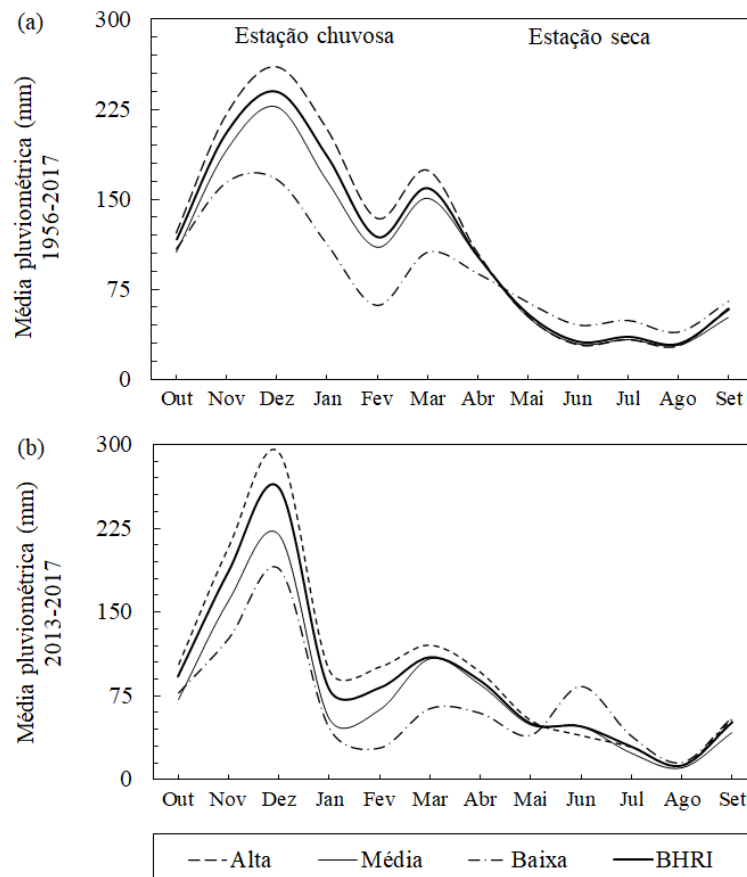 (a)
Estação chuvosa Estação seca
Média pluviométrica (mm)
1956-2017
300
225
150
75
0
Out Nov Dez Jan Fev Mar Abr Mai Jun Jul Ago Set
(b)
Média pluviométrica (mm)
2013-2017
300
225
150
75
0
Out Nov Dez Jan Fev Mar Abr Mai Jun Jul Ago Set
Alta Média Baixa BHRI